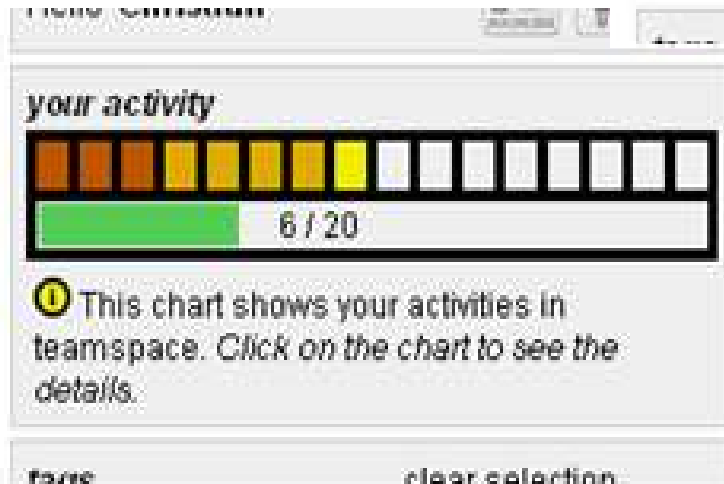 your activity
6 / 20
This chart shows your activities in
teamspace. Click on the chart to see the
details.
tags
clear selection